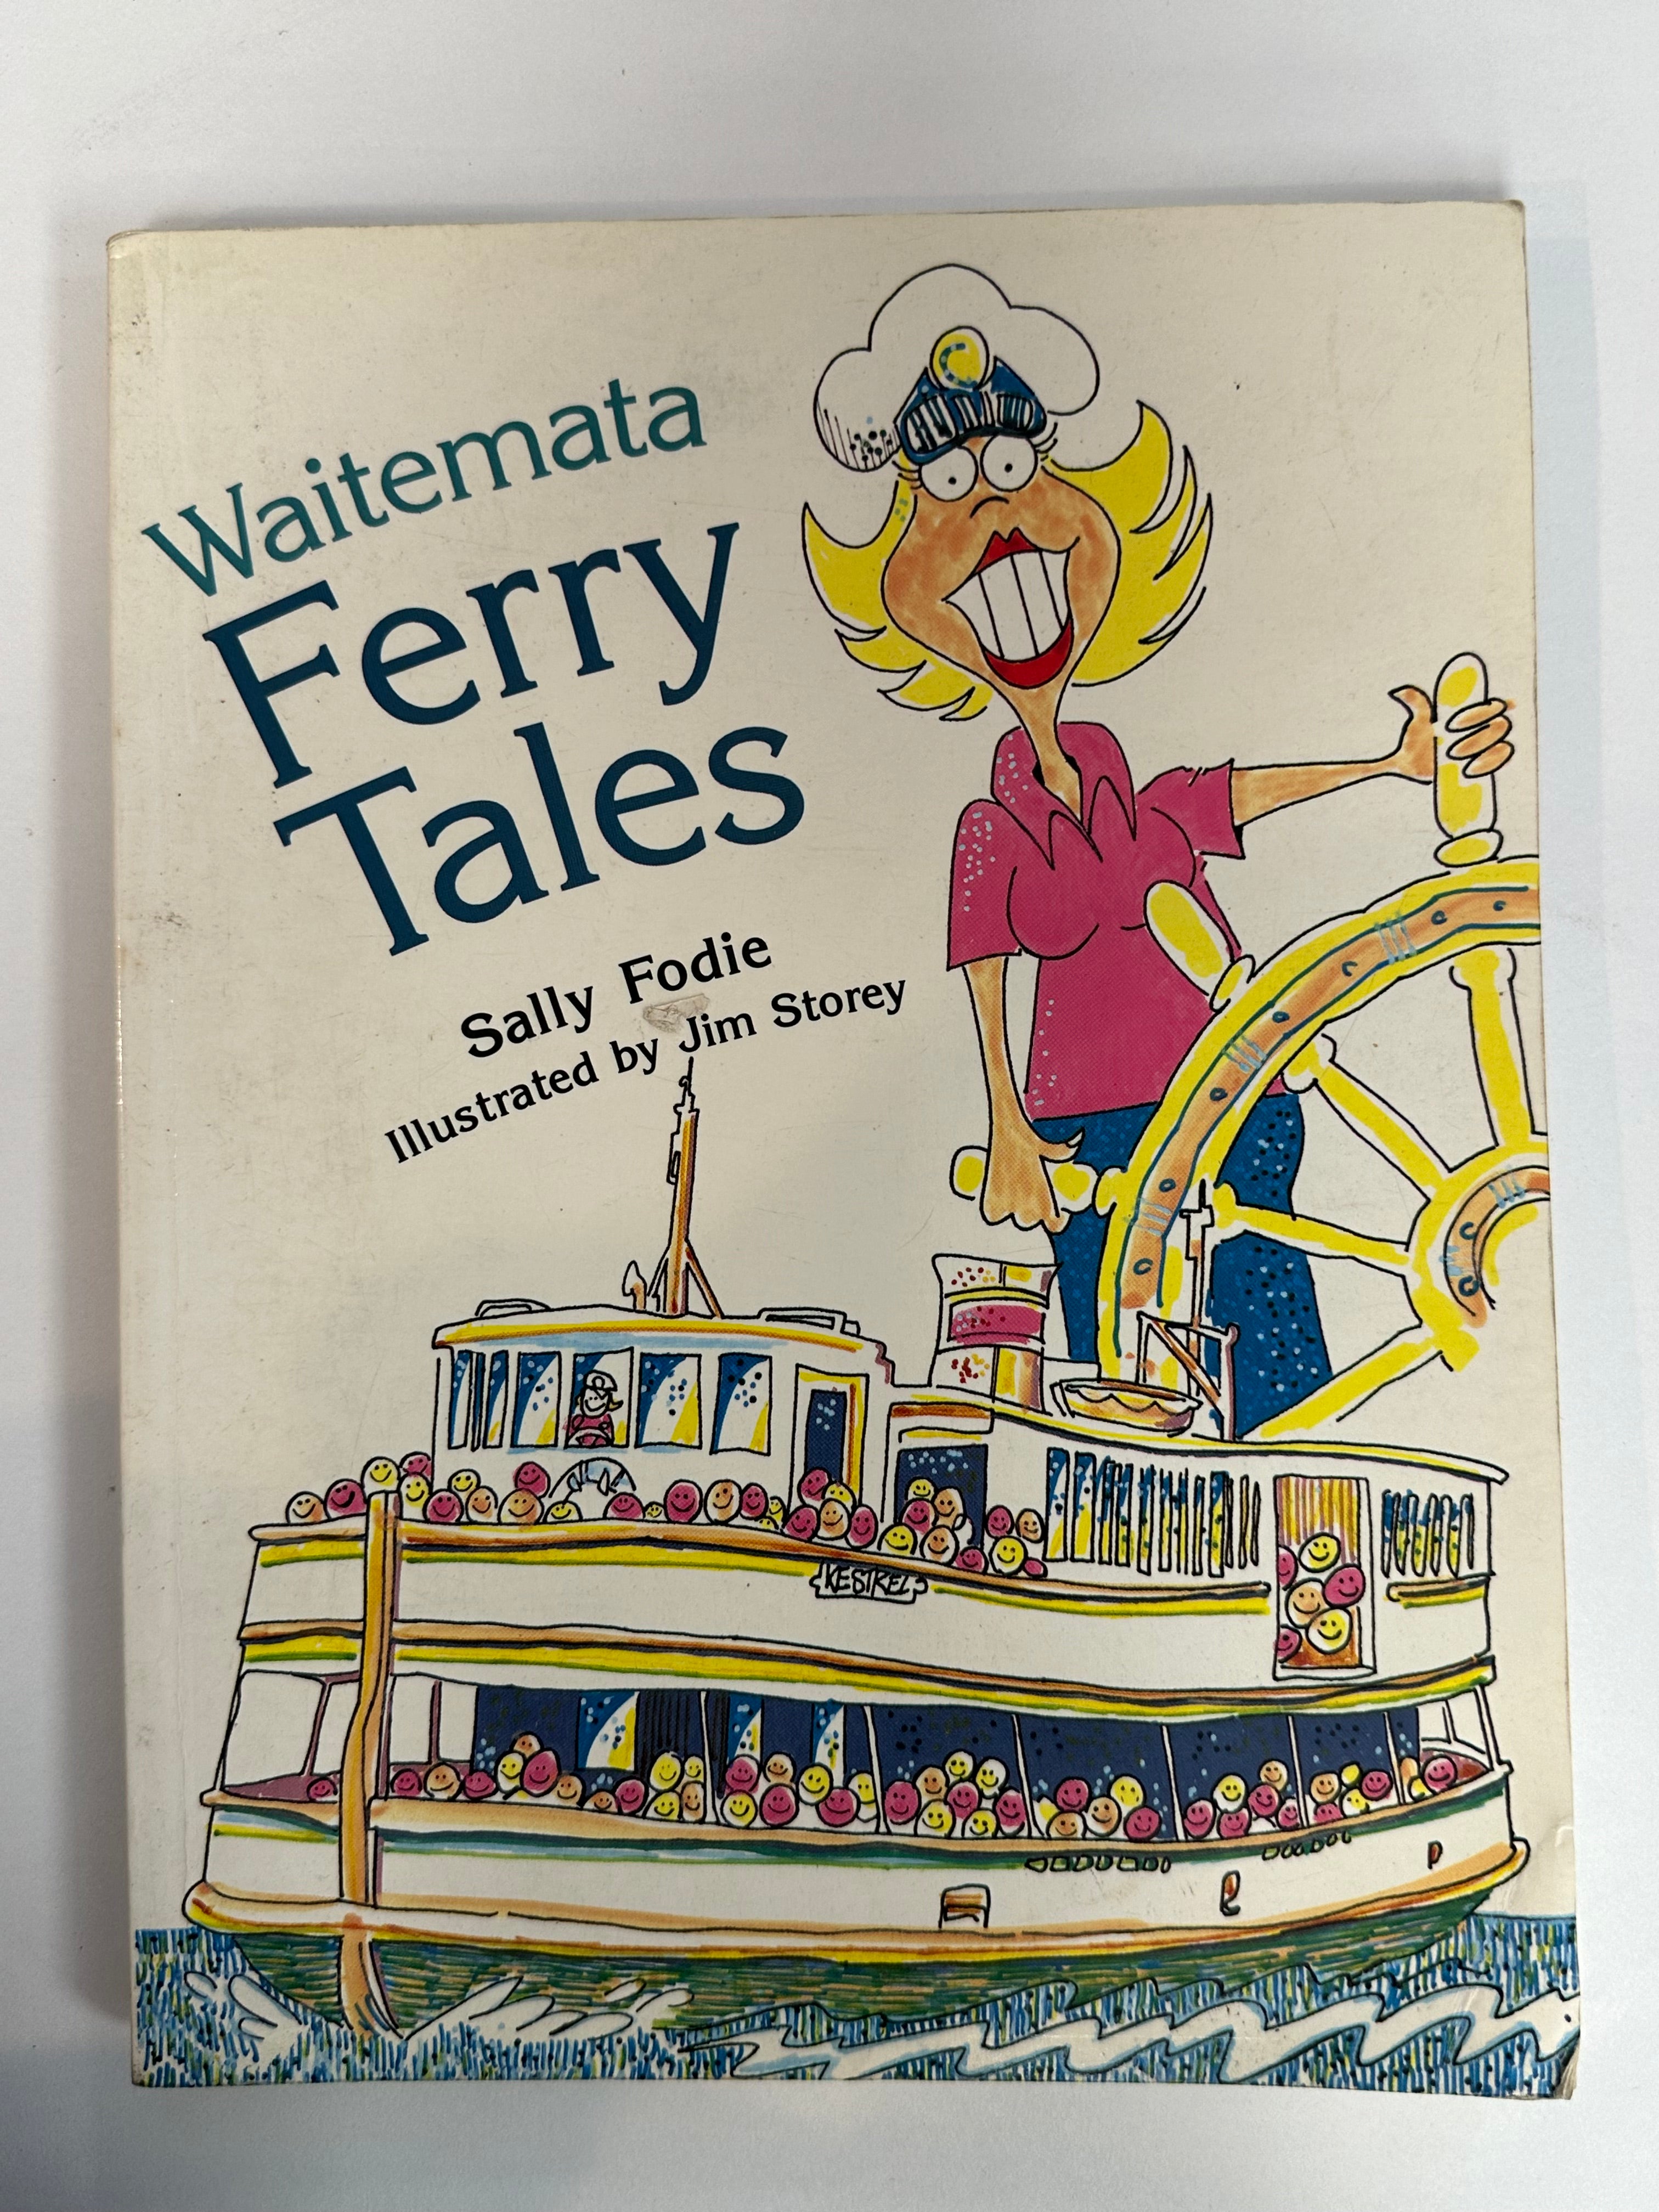 Waitemata
Ferry
Tales
Sally Fodie
Illustrated by Jim Storey
C
KESTREL